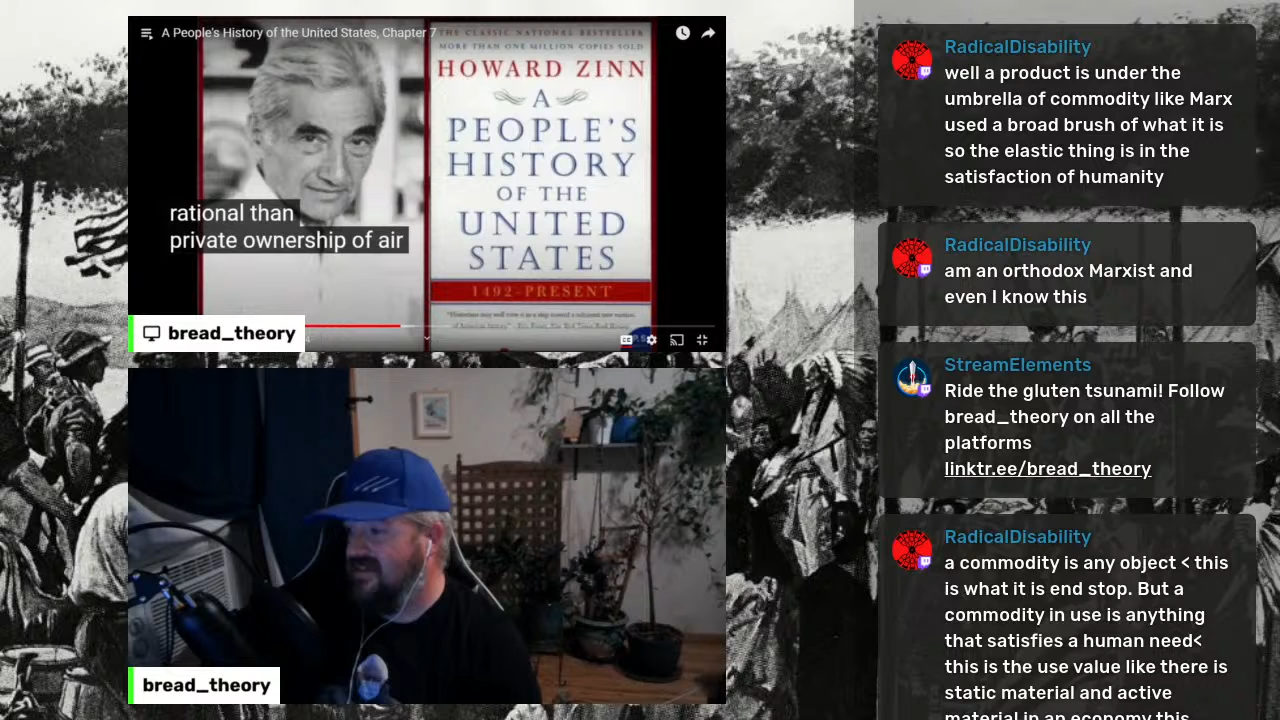 A People's History of the United States, Chapter 7
THE CLASSIC NATIONAL BESTSELLER
MORE THAN ONE MILLION COPIES SOLD
HOWARD ZINN
A
PEOPLE'S
HISTORY
OF THE
UNITED
STATES
1492–PRESENT
rational than
private ownership of air
bread_theory
bread_theory
RadicalDisability
well a product is under the
umbrella of commodity like Marx
used a broad brush of what it is
so the elastic thing is in the
satisfaction of humanity
RadicalDisability
am an orthodox Marxist and
even I know this
StreamElements
Ride the gluten tsunami! Follow
bread_theory on all the
platforms
linktr.ee/bread_theory
RadicalDisability
a commodity is any object < this
is what it is end stop. But a
commodity in use is anything
that satisfies a human need<
this is the use value like there is
static material and active
material in an economy this